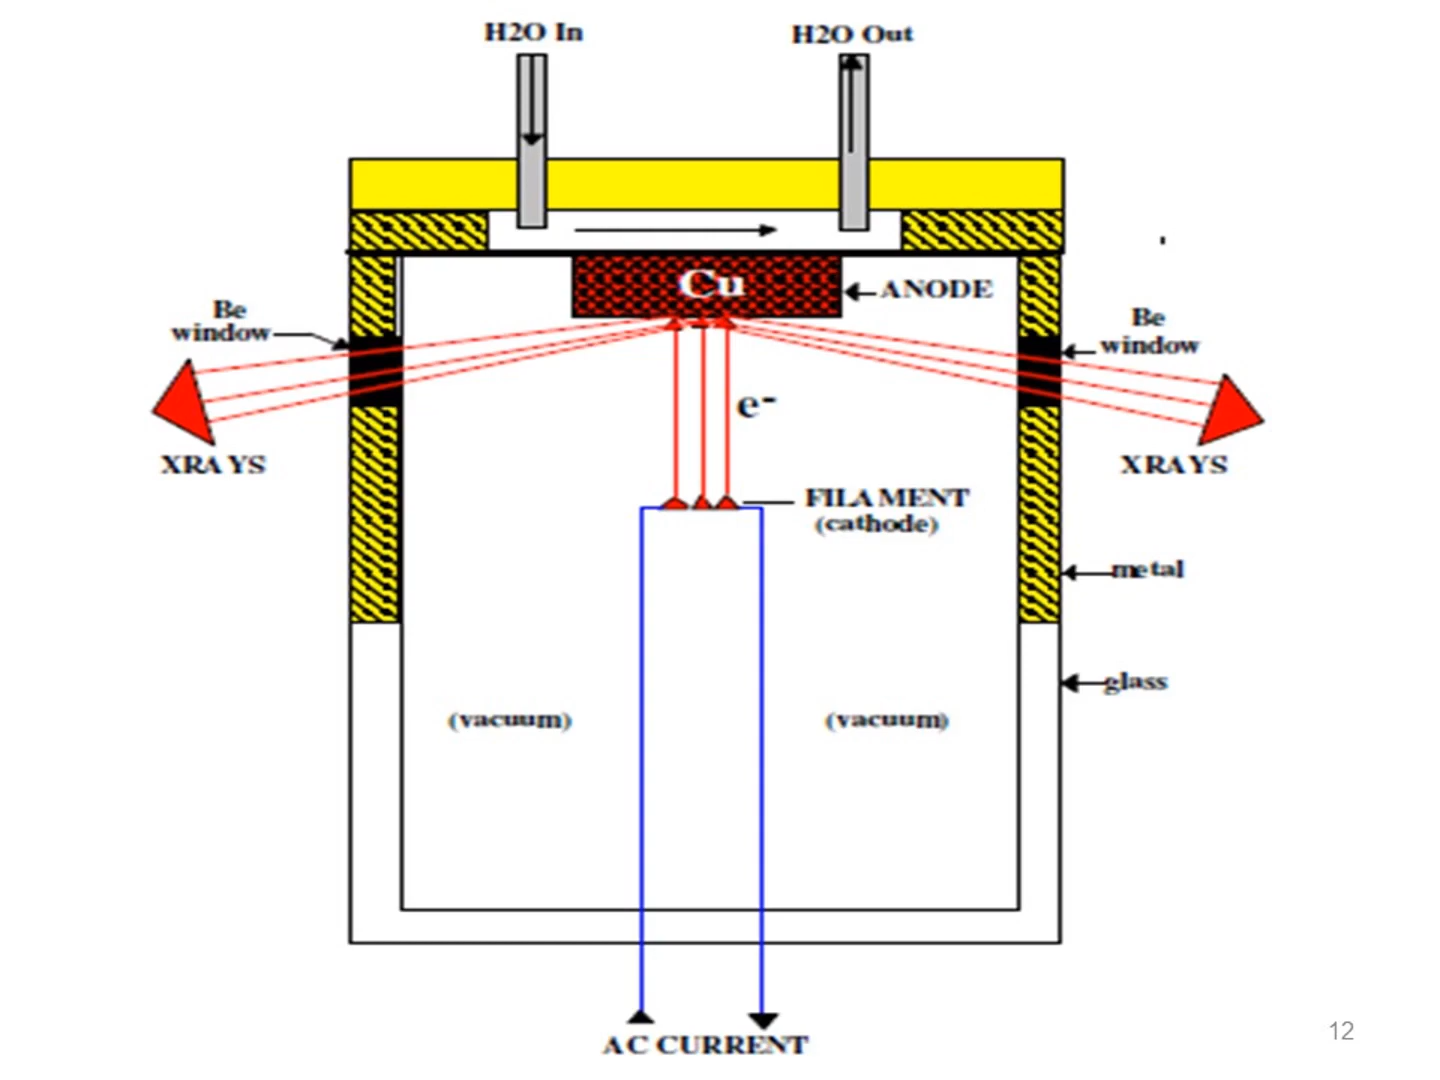 H2O In
H2O Out
Cu
ANODE
Be
window
Be
window
e-
XRAYS
XRAYS
FILAMENT
(cathode)
metal
glass
(vacuum)
(vacuum)
AC CURRENT
12